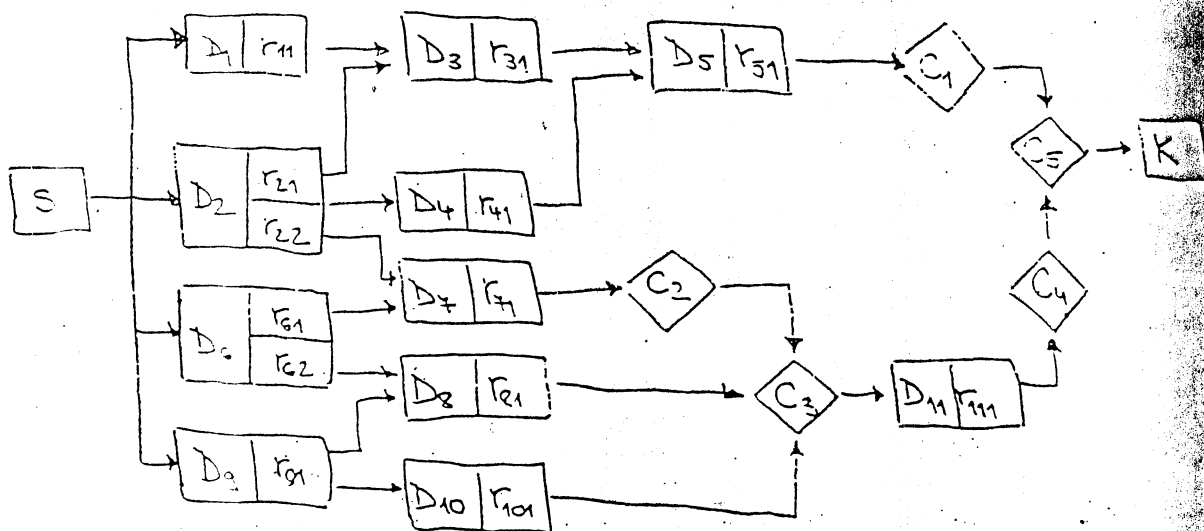 D1 r11 D3 r31 D5 r51 C1
S D2 r21 r22 D4 r41 C5 K
D7 r71 C2 C4
D6 r61 r62 D8 r81 C3 D11 r111
D9 r91 D10 r101